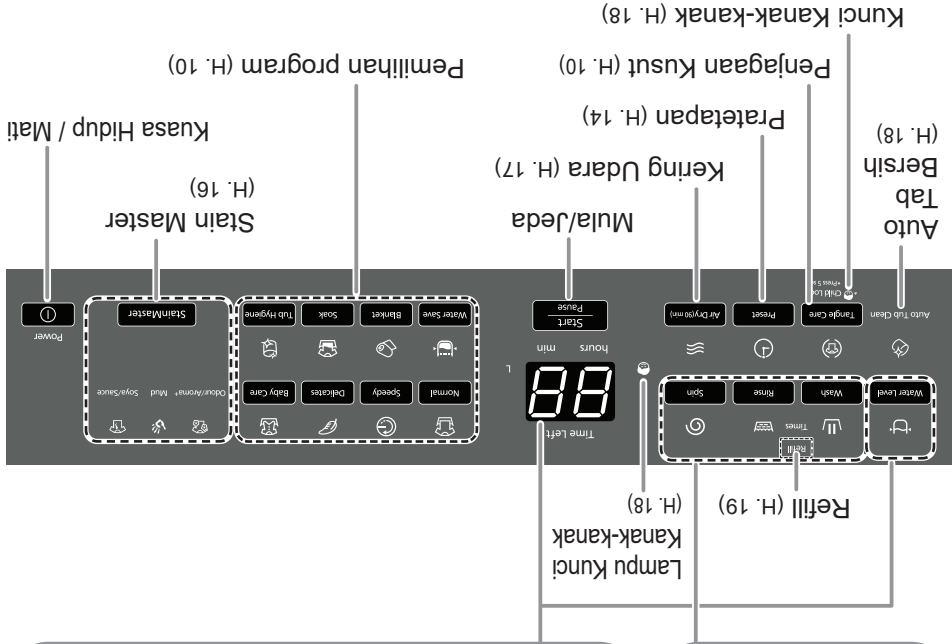 Lampu Kunci
Kanak-kanak
(H. 18)
Refill (H. 19)
Refill
Times
Time Left
88
Water Level
Wash
Rinse
Spin
hours min
L
Normal
Speedy
Delicates
Baby Care
Odour/Aroma+
Mud
Soya/Sauce
Auto Tub Clean
Tangle Care
Preset
Air Dry (90 min)
Start
Pause
Water Save
Blanket
Soak
Tub Hygiene
StainMaster
Power
Child Loc
* Press 5 s
Auto
Tab
Bersih
(H. 18)
Mula/Jeda
Stain Master
(H. 16)
Kering Udara (H. 17)
Kuasa Hidup / Mati
Pratetapan (H. 14)
Penjagaan Kusut (H. 10)
Pemilihan program (H. 10)
Kunci Kanak-kanak (H. 18)